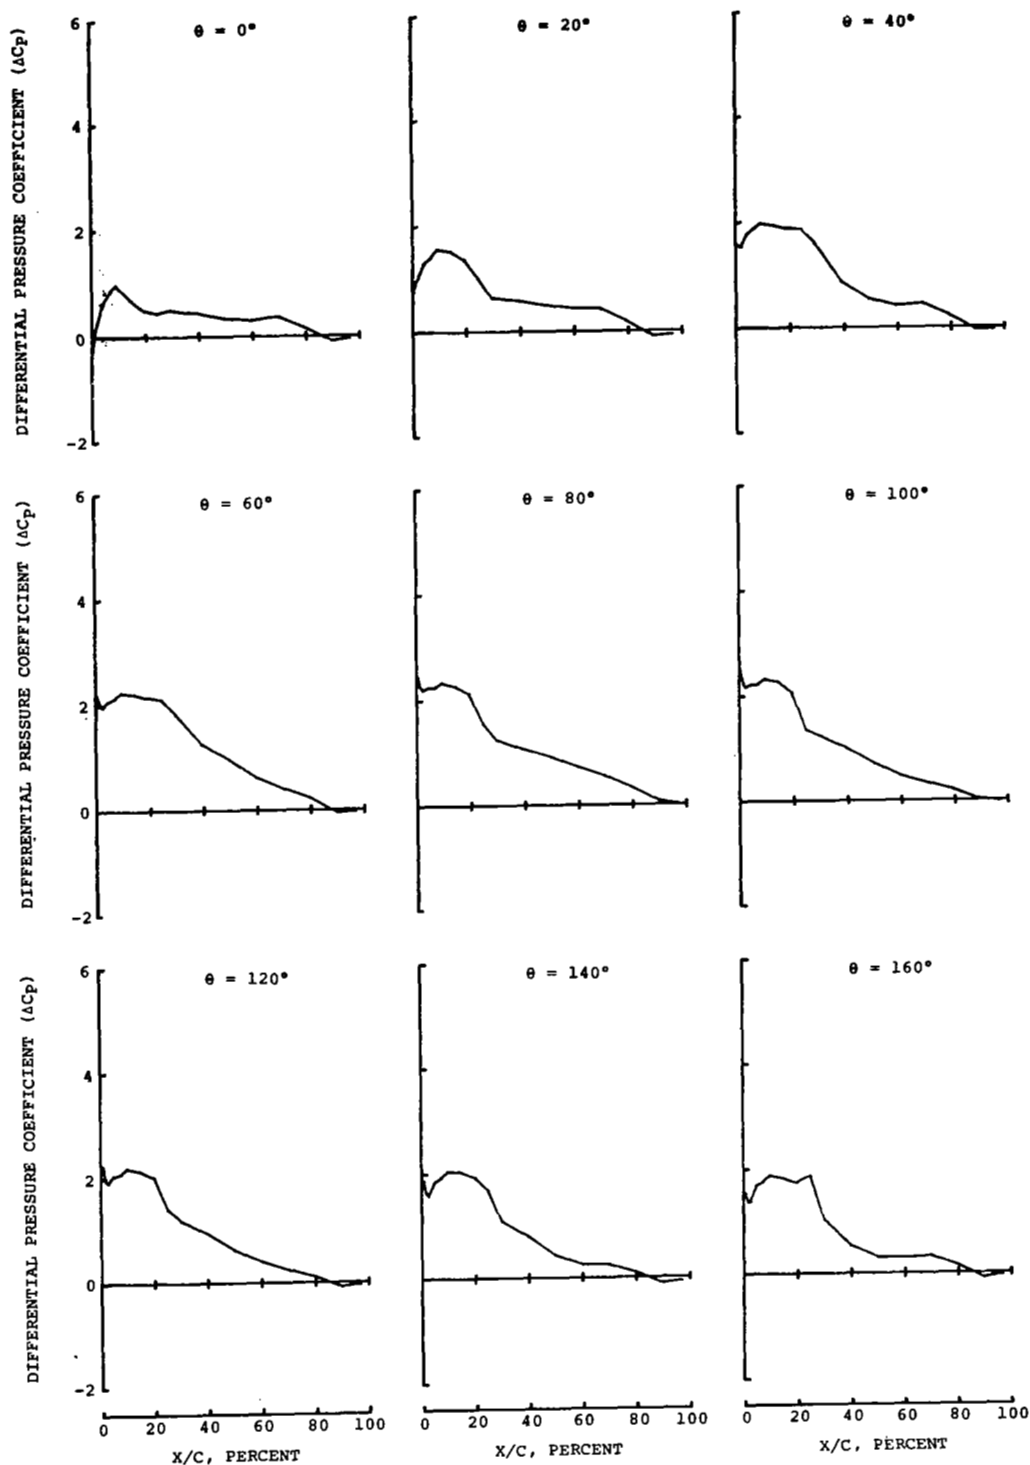 θ = 0°
θ = 20°
θ = 40°
DIFFERENTIAL PRESSURE COEFFICIENT (ΔCp)
6
4
2
0
-2
θ = 60°
θ = 80°
θ = 100°
DIFFERENTIAL PRESSURE COEFFICIENT (ΔCp)
6
4
2
0
-2
θ = 120°
θ = 140°
θ = 160°
DIFFERENTIAL PRESSURE COEFFICIENT (ΔCp)
6
4
2
0
-2
0 20 40 60 80 100
0 20 40 60 80 100
0 20 40 60 80 100
X/C, PERCENT
X/C, PERCENT
X/C, PERCENT